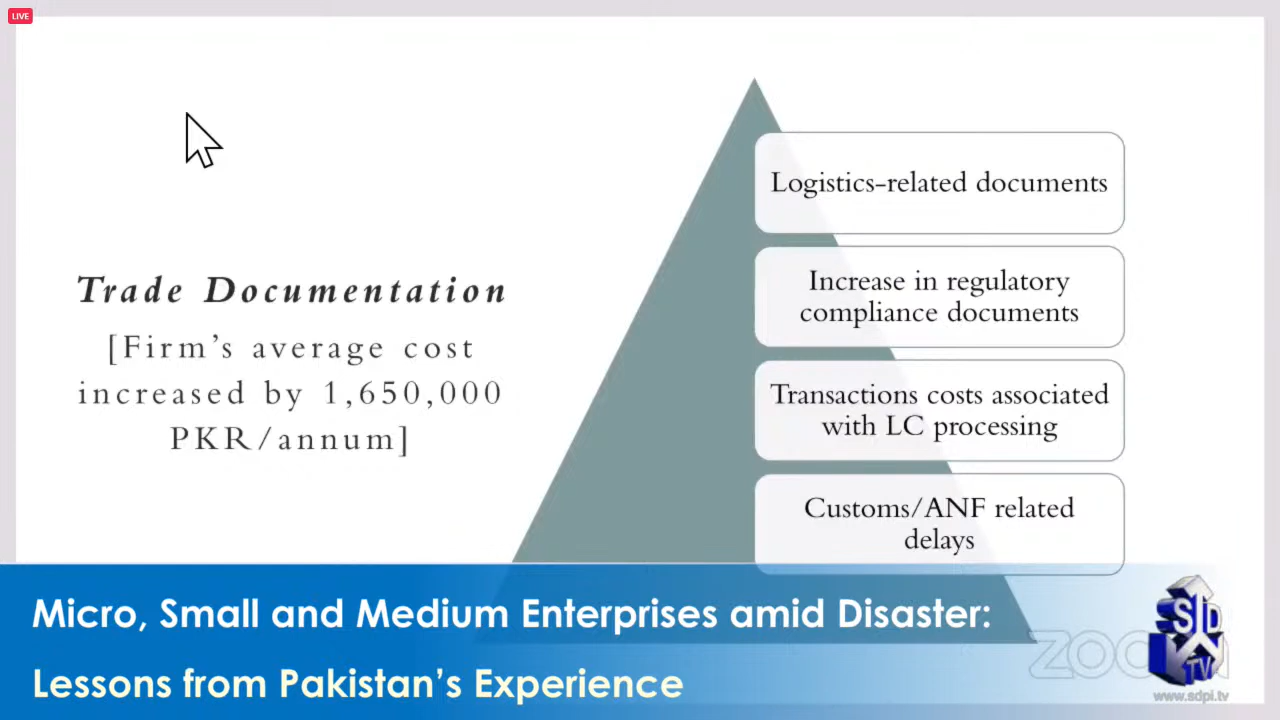 LIVE
Trade Documentation
[Firm's average cost
increased by 1,650,000
PKR/annum]
Logistics-related documents
Increase in regulatory
compliance documents
Transactions costs associated
with LC processing
Customs/ANF related
delays
Micro, Small and Medium Enterprises amid Disaster:
Lessons from Pakistan's Experience
zoom
SDPI
TV
www.sdpi.tv